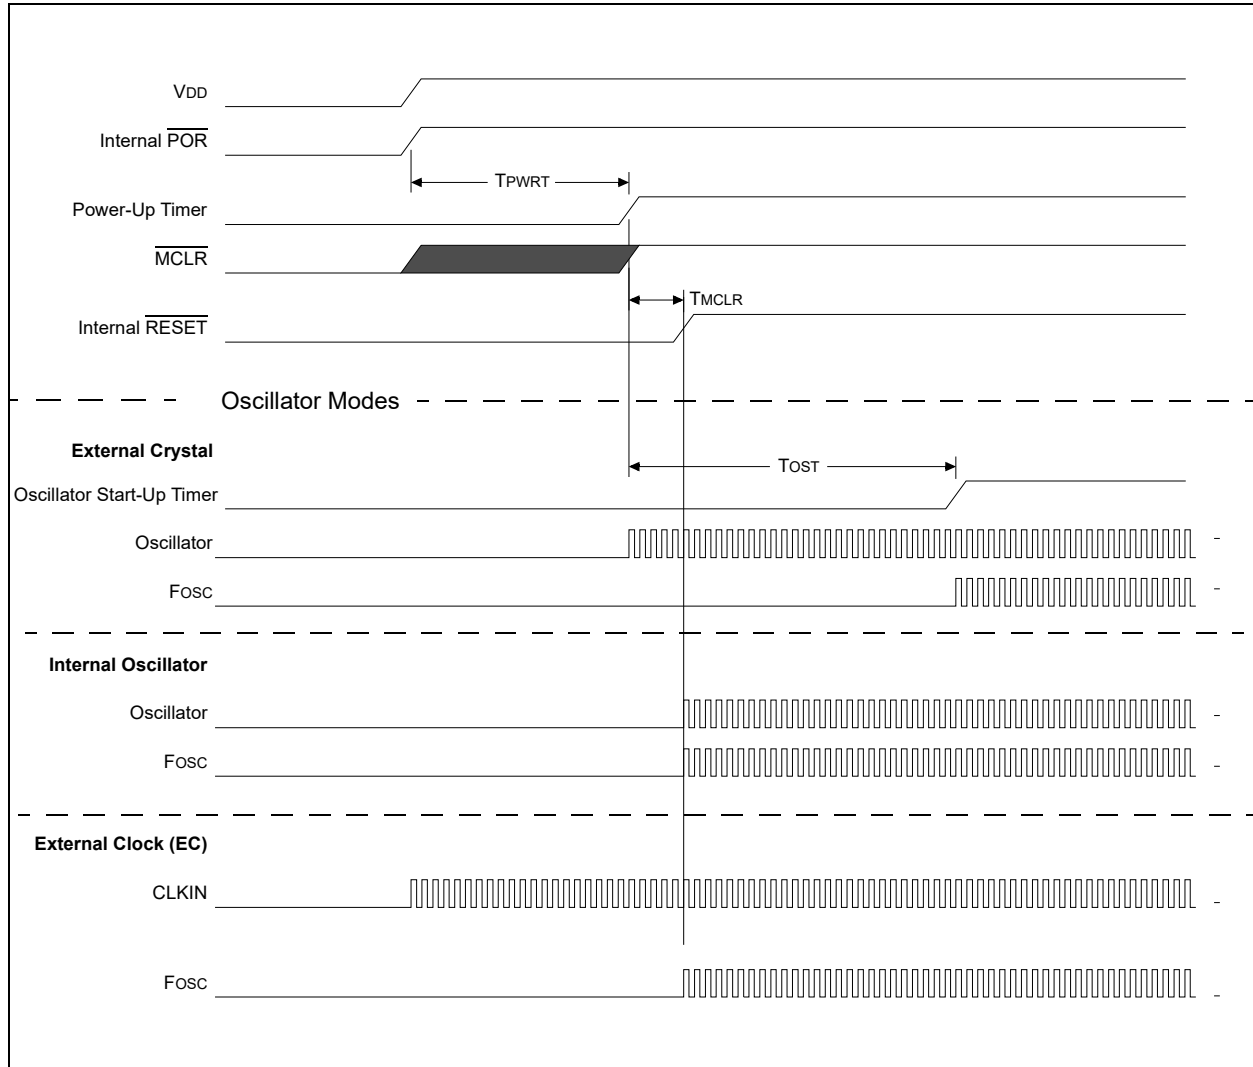 VDD
Internal POR
TPWRT
Power-Up Timer
MCLR
TMCLR
Internal RESET
Oscillator Modes
External Crystal
TOST
Oscillator Start-Up Timer
Oscillator
FOSC
Internal Oscillator
Oscillator
FOSC
External Clock (EC)
CLKIN
FOSC